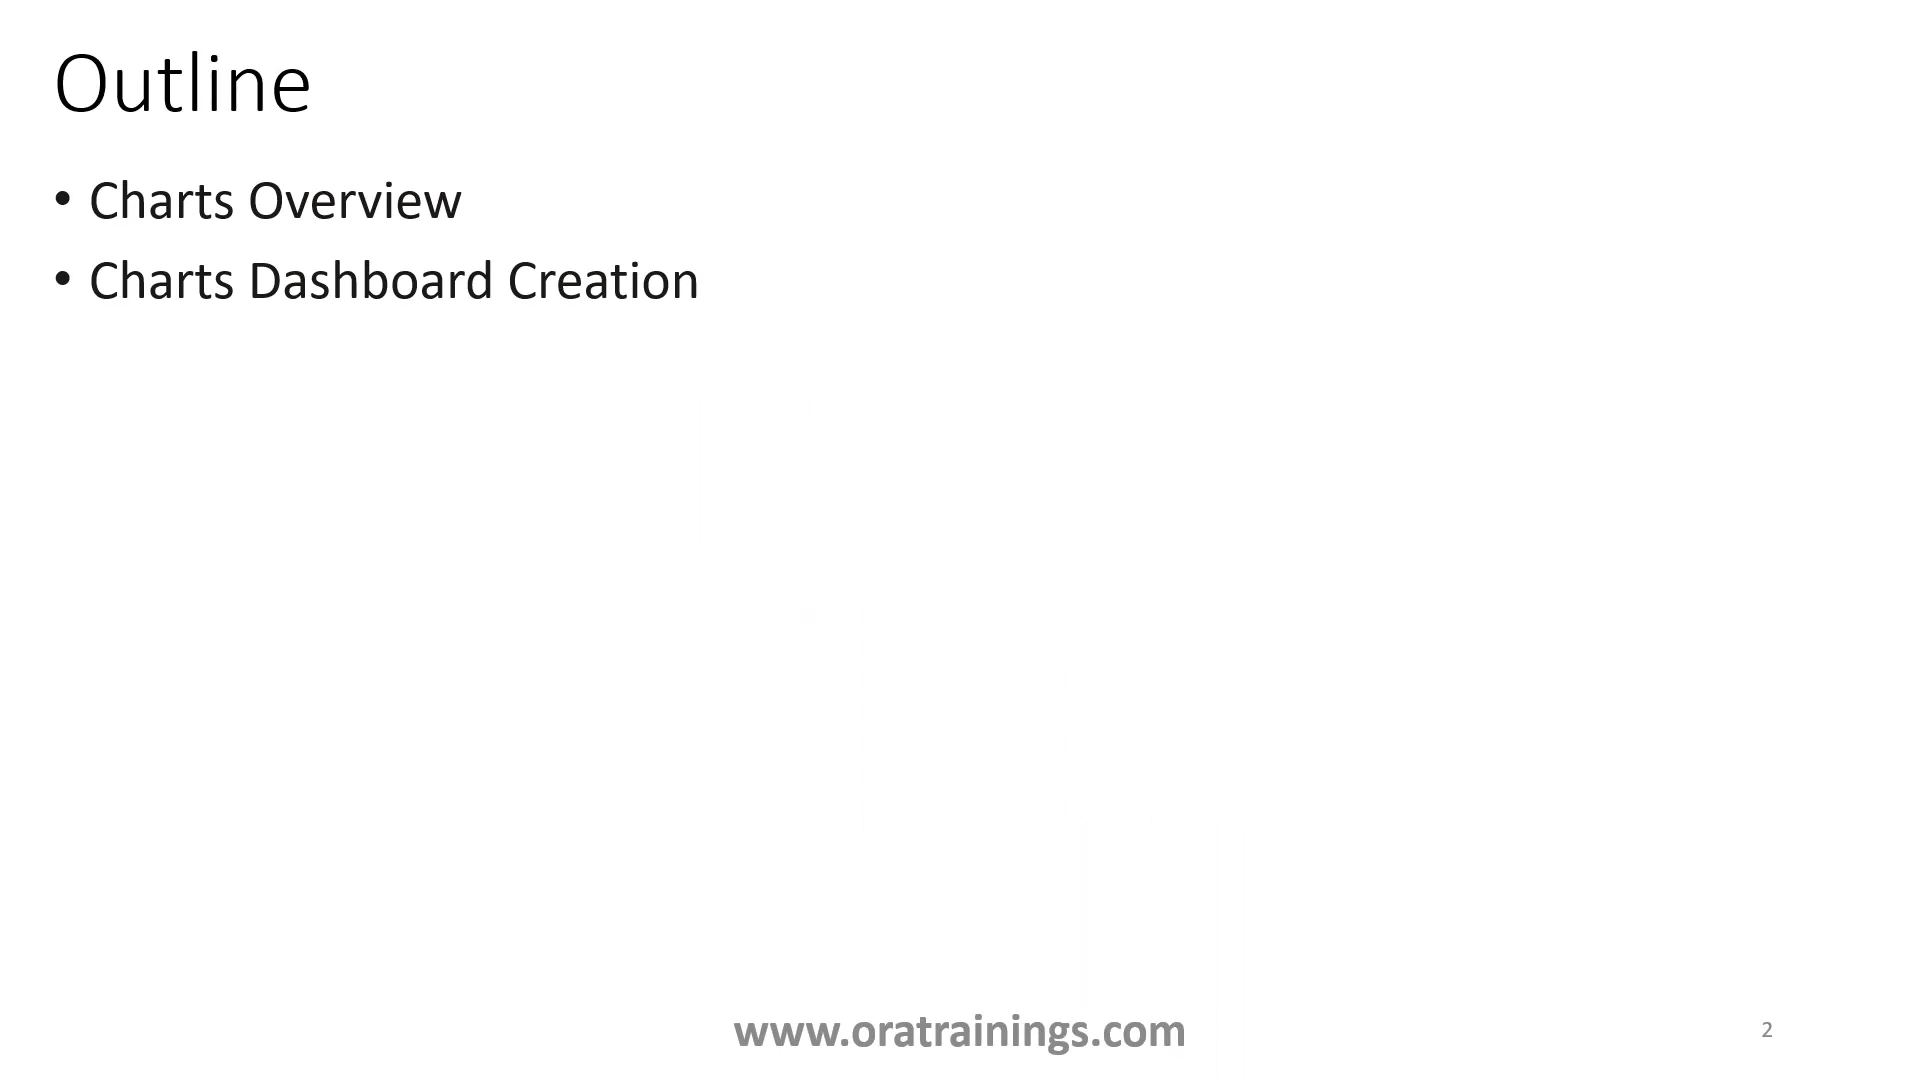 Outline
• Charts Overview
• Charts Dashboard Creation
www.oratrainings.com
2